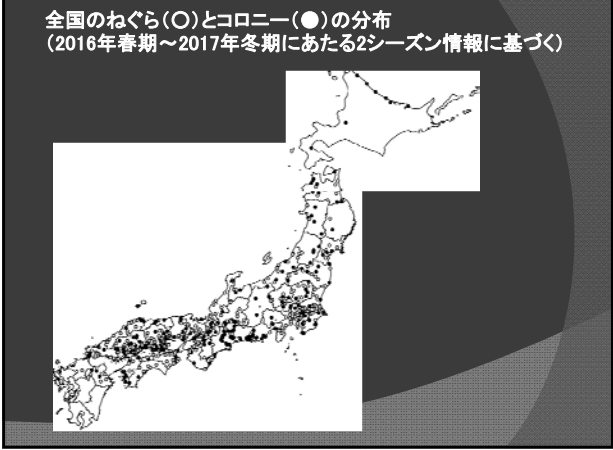 全国のねぐら(○)とコロニー(●)の分布
(2016年春期～2017年冬期にあたる2シーズン情報に基づく)